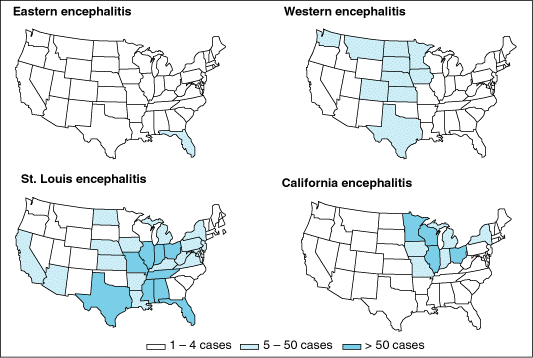 Eastern encephalitis
Western encephalitis
St. Louis encephalitis
California encephalitis
1 – 4 cases
5 – 50 cases
> 50 cases